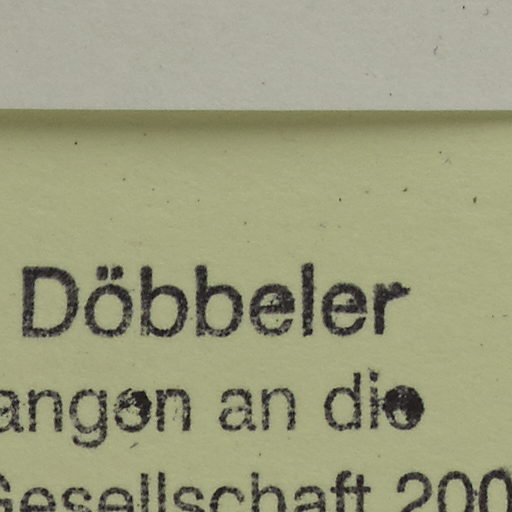 Döbbeler
angen an die
Gesellschaft 200